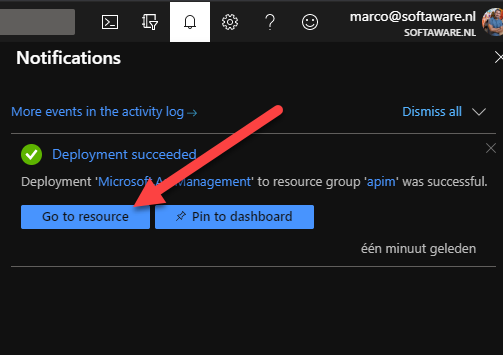 marco@softaware.nl
SOFTAWARE.NL
Notifications
More events in the activity log →
Dismiss all
Deployment succeeded
Deployment 'Microsoft.A Management' to resource group 'apim' was successful.
Go to resource
Pin to dashboard
één minuut geleden